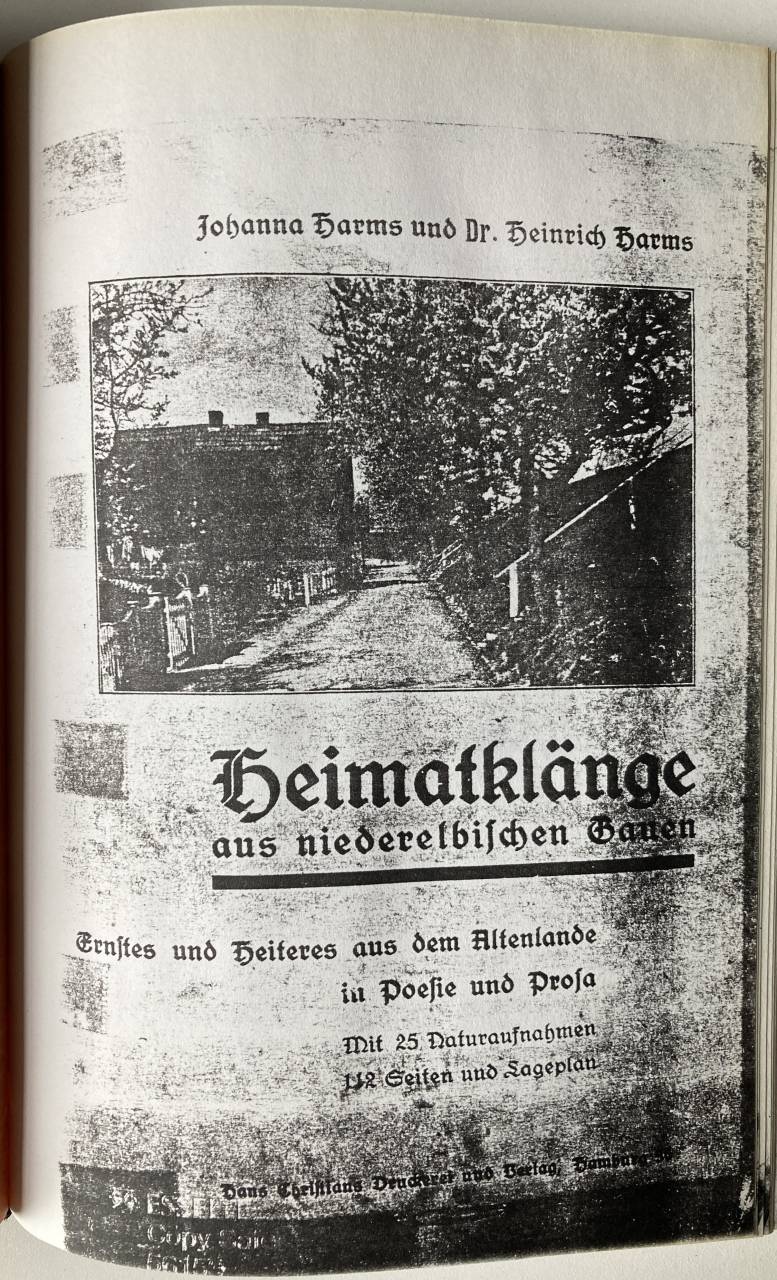 Johanna Harms und Dr. Heinrich Harms
Heimatklänge
aus niederelbischen Gauen
Ernstes und Heiteres aus dem Altenlande
in Poesie und Prosa
Mit 25 Naturaufnahmen
112 Seiten und Lageplan
Hans Christians Druckerei und Verlag, Hamburg
Copy